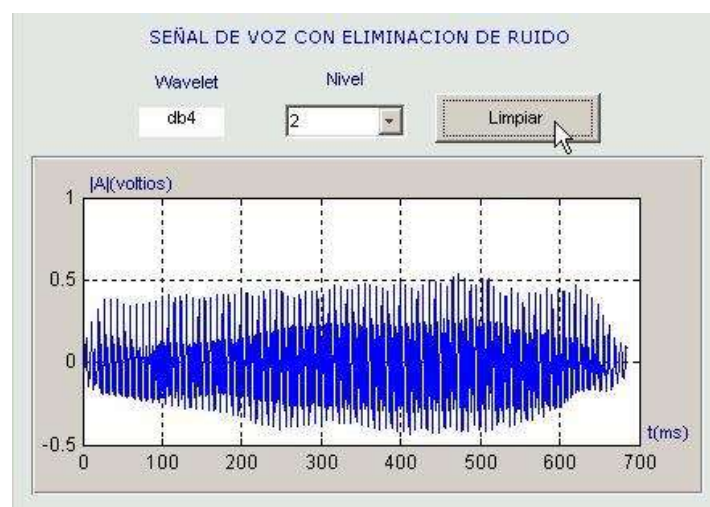 SEÑAL DE VOZ CON ELIMINACION DE RUIDO
Wavelet Nivel
db4 2 Limpiar
|A|(voltios)
1
0.5
0
-0.5
t(ms)
0 100 200 300 400 500 600 700